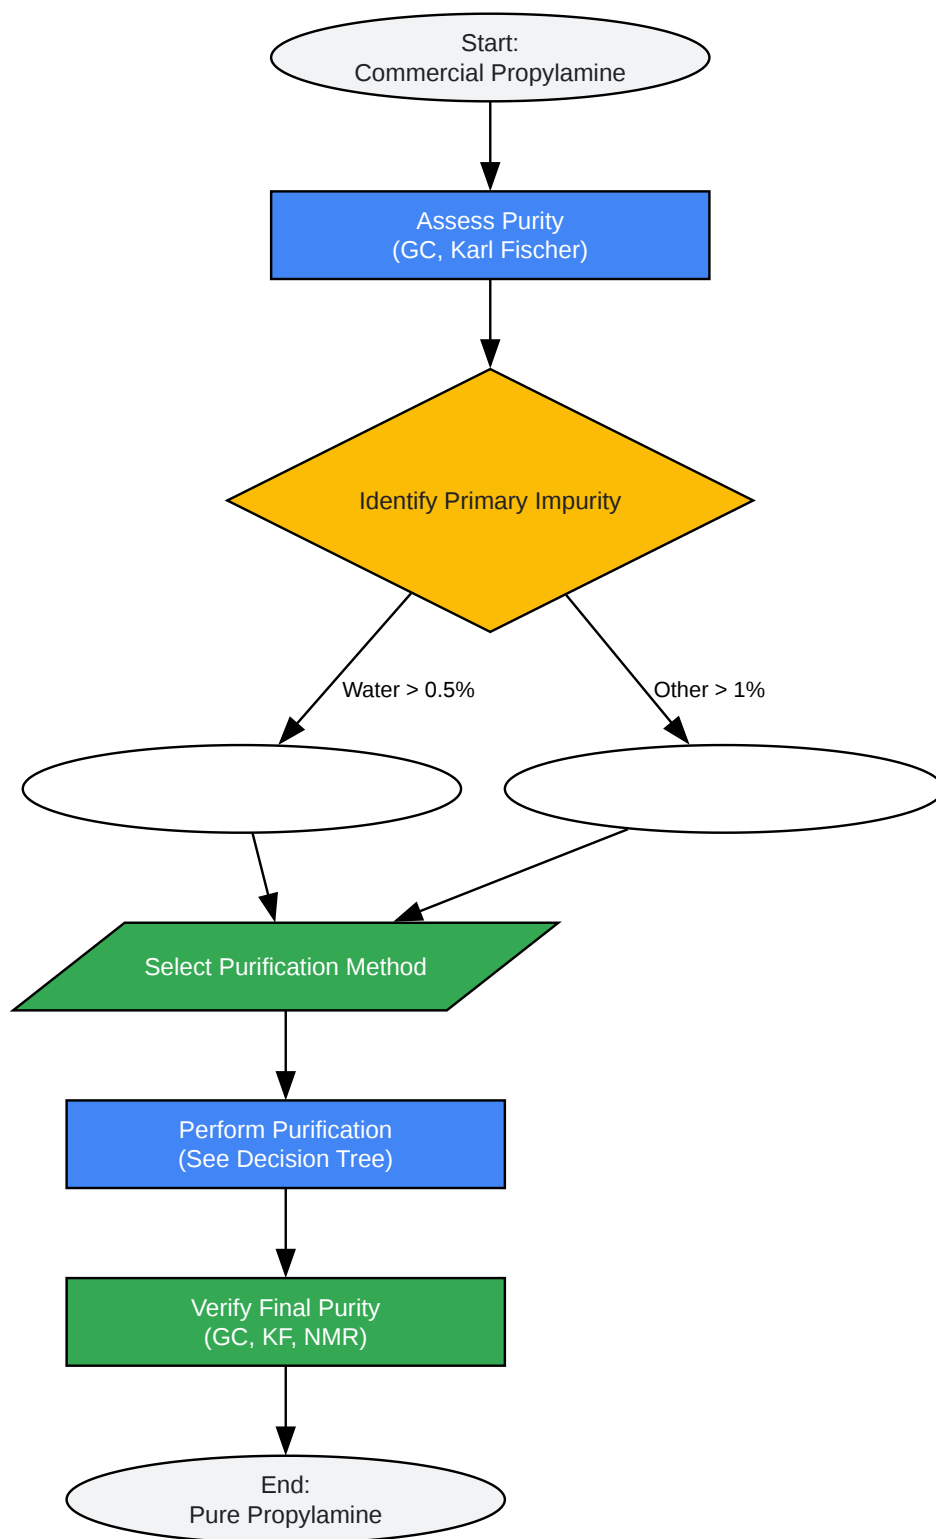 Start:
Commercial Propylamine
Assess Purity
(GC, Karl Fischer)
Identify Primary Impurity
Water > 0.5%
Other > 1%
Select Purification Method
Perform Purification
(See Decision Tree)
Verify Final Purity
(GC, KF, NMR)
End:
Pure Propylamine